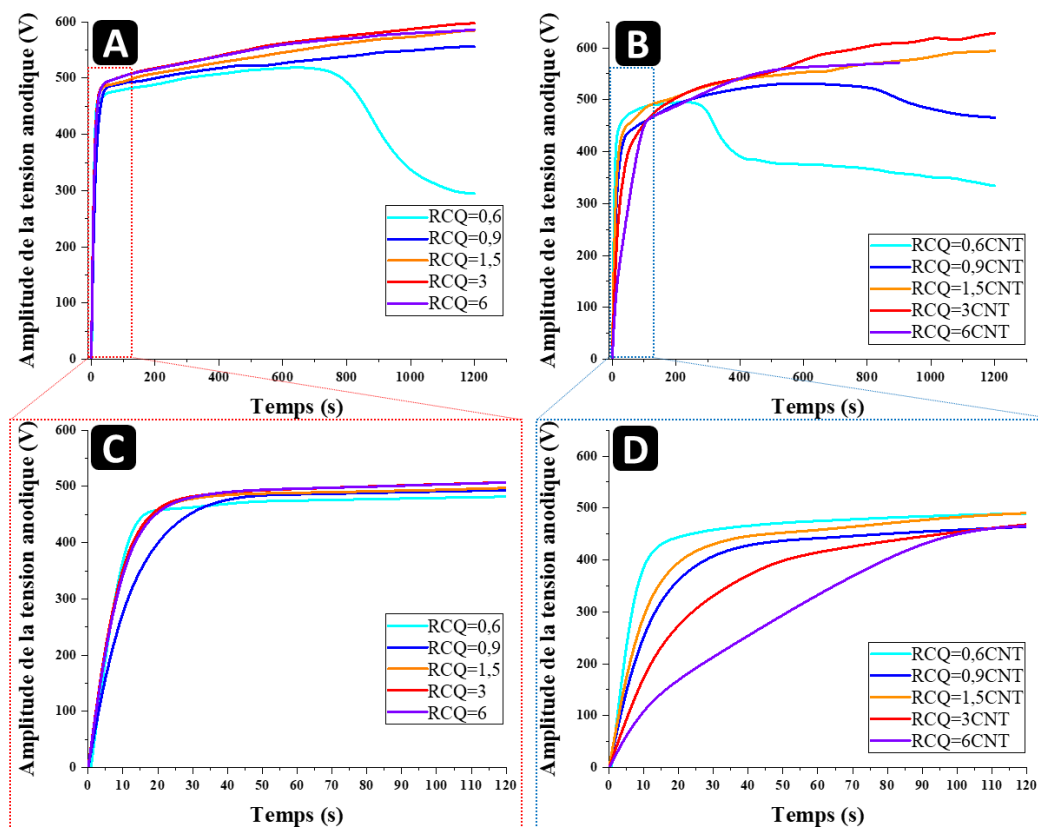 A
Amplitude de la tension anodique (V)
600
500
400
300
200
100
0
RCQ=0,6
RCQ=0,9
RCQ=1,5
RCQ=3
RCQ=6
0 200 400 600 800 1000 1200
Temps (s)
B
Amplitude de la tension anodique (V)
600
500
400
300
200
100
0
RCQ=0,6CNT
RCQ=0,9CNT
RCQ=1,5CNT
RCQ=3CNT
RCQ=6CNT
0 200 400 600 800 1000 1200
Temps (s)
C
Amplitude de la tension anodique (V)
600
500
400
300
200
100
0
RCQ=0,6
RCQ=0,9
RCQ=1,5
RCQ=3
RCQ=6
0 10 20 30 40 50 60 70 80 90 100 110 120
Temps (s)
D
Amplitude de la tension anodique (V)
600
500
400
300
200
100
0
RCQ=0,6CNT
RCQ=0,9CNT
RCQ=1,5CNT
RCQ=3CNT
RCQ=6CNT
0 10 20 30 40 50 60 70 80 90 100 110 120
Temps (s)